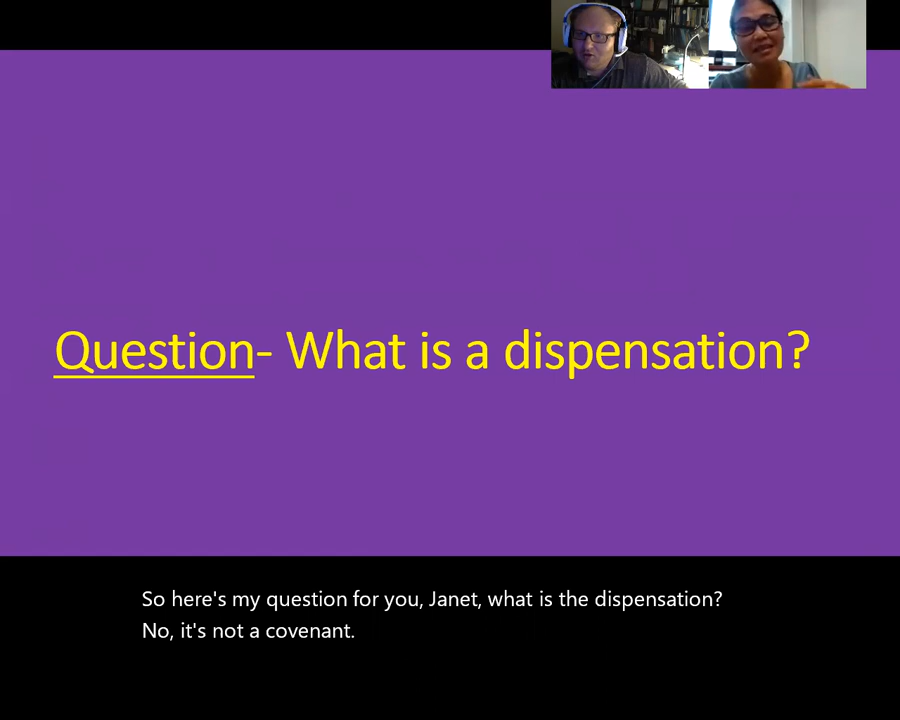 Question- What is a dispensation?
So here's my question for you, Janet, what is the dispensation?
No, it's not a covenant.